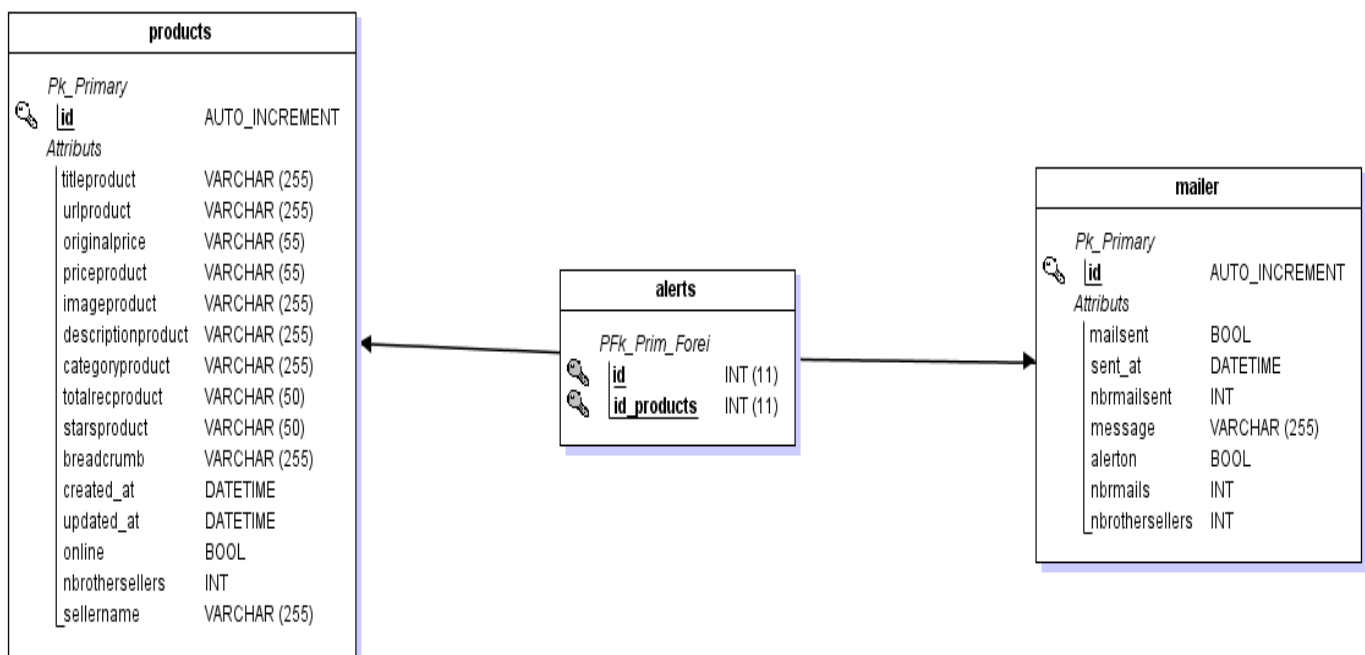 products
Pk_Primary
id AUTO_INCREMENT
Attributs
titleproduct VARCHAR (255)
urlproduct VARCHAR (255)
originalprice VARCHAR (55)
priceproduct VARCHAR (55)
imageproduct VARCHAR (255)
descriptionproduct VARCHAR (255)
categoryproduct VARCHAR (255)
totalrecproduct VARCHAR (50)
starsproduct VARCHAR (50)
breadcrumb VARCHAR (255)
created_at DATETIME
updated_at DATETIME
online BOOL
nbrothersellers INT
sellername VARCHAR (255)
alerts
PFk_Prim_Forei
id INT (11)
id_products INT (11)
mailer
Pk_Primary
id AUTO_INCREMENT
Attributs
mailsent BOOL
sent_at DATETIME
nbrmailsent INT
message VARCHAR (255)
alerton BOOL
nbrmails INT
nbrothersellers INT